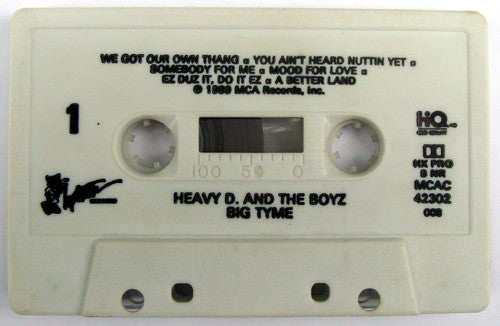 WE GOT OUR OWN THANG ▫ YOU AIN'T HEARD NUTTIN YET ▫
SOMEBODY FOR ME ▫ MOOD FOR LOVE ▫
EZ DUZ IT, DO IT EZ ▫ A BETTER LAND
© 1989 MCA Records, Inc.
1
HQ
HX PRO
B NR
MCAC
42302
008
100 50 0
HEAVY D. AND THE BOYZ
BIG TYME